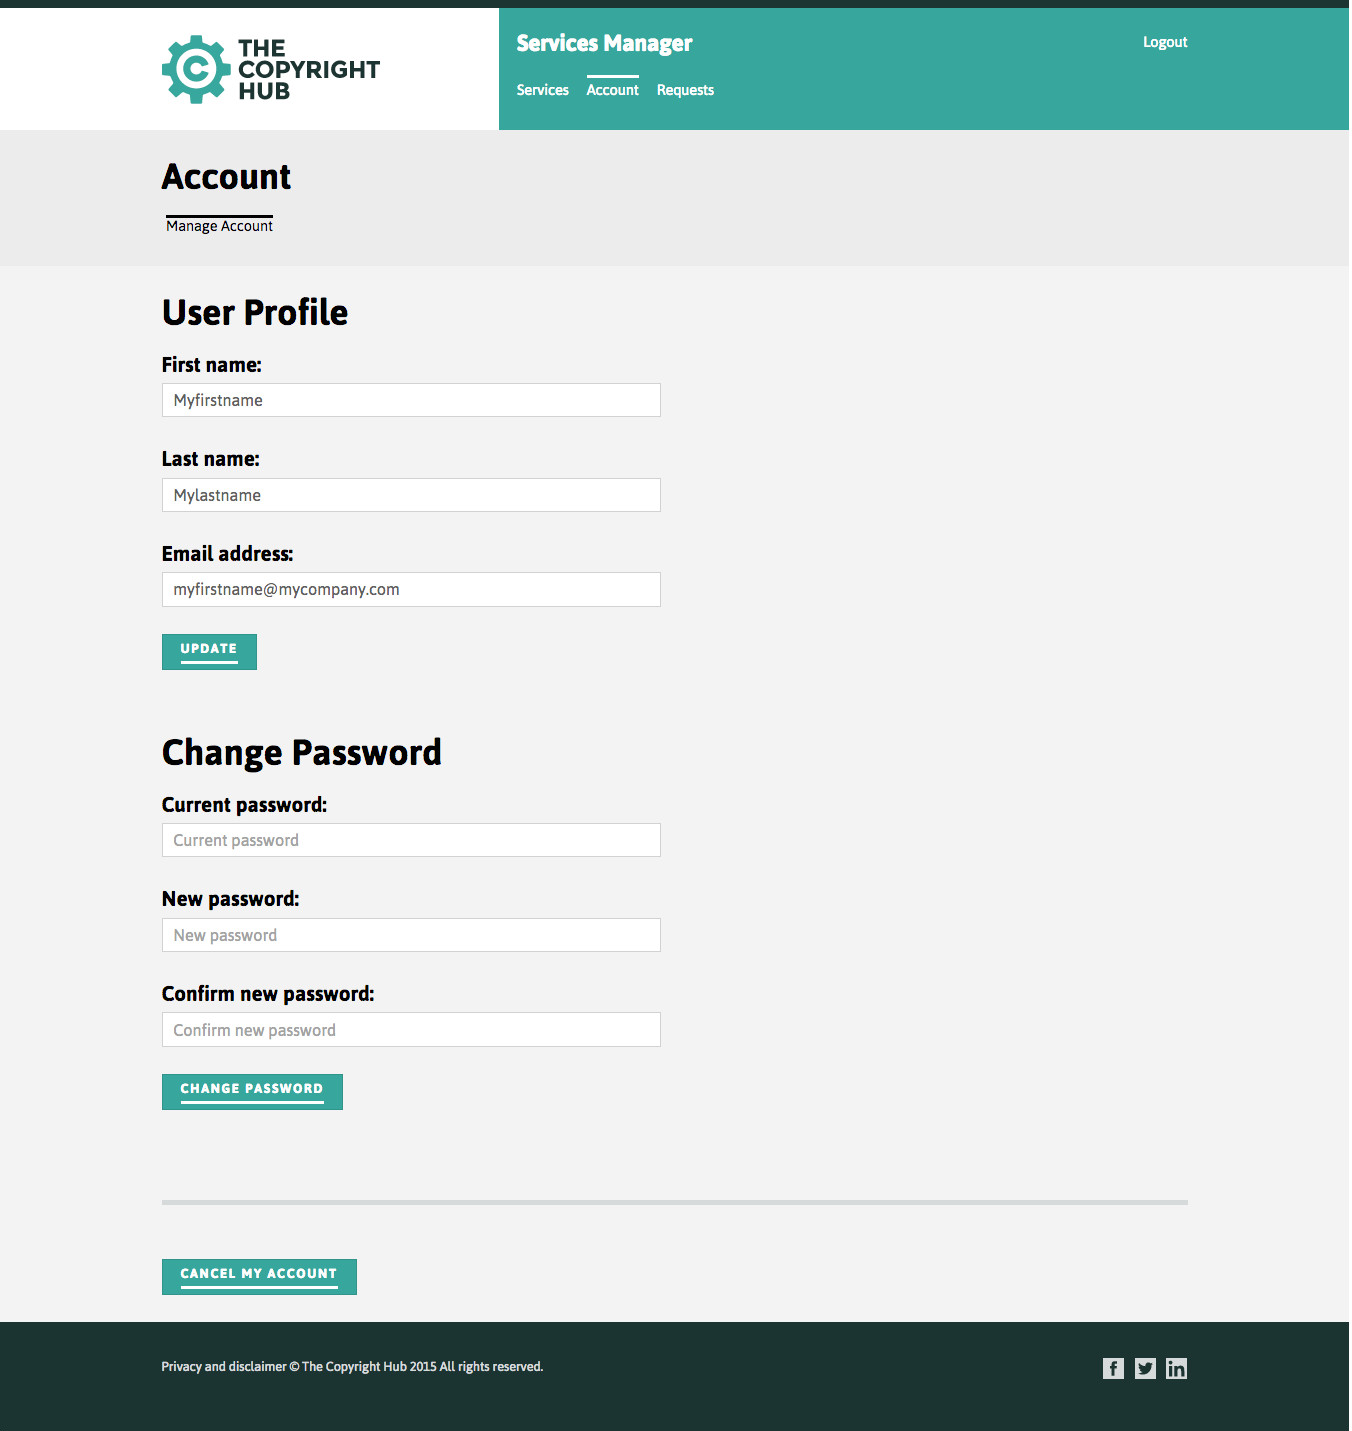 THE
COPYRIGHT
HUB
Services Manager
Logout
Services Account Requests
Account
Manage Account
User Profile
First name:
Myfirstname
Last name:
Mylastname
Email address:
myfirstname@mycompany.com
UPDATE
Change Password
Current password:
Current password
New password:
New password
Confirm new password:
Confirm new password
CHANGE PASSWORD
CANCEL MY ACCOUNT
Privacy and disclaimer © The Copyright Hub 2015 All rights reserved.